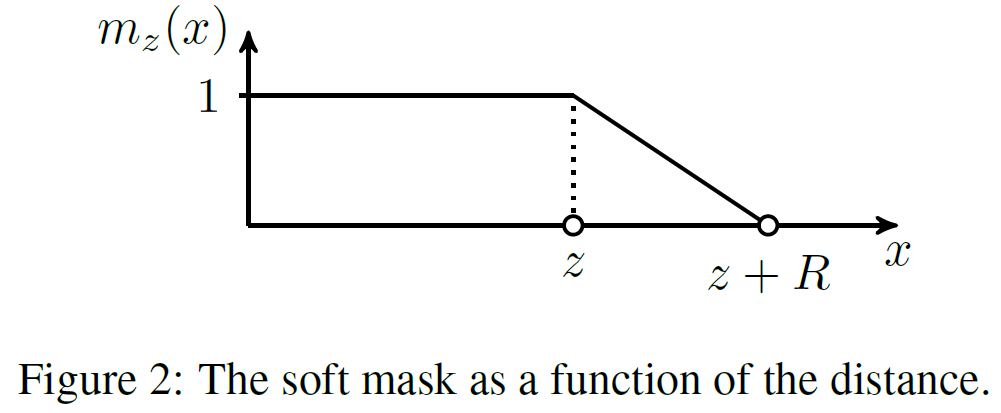 m_z(x)
1
z
z + R
x
Figure 2: The soft mask as a function of the distance.